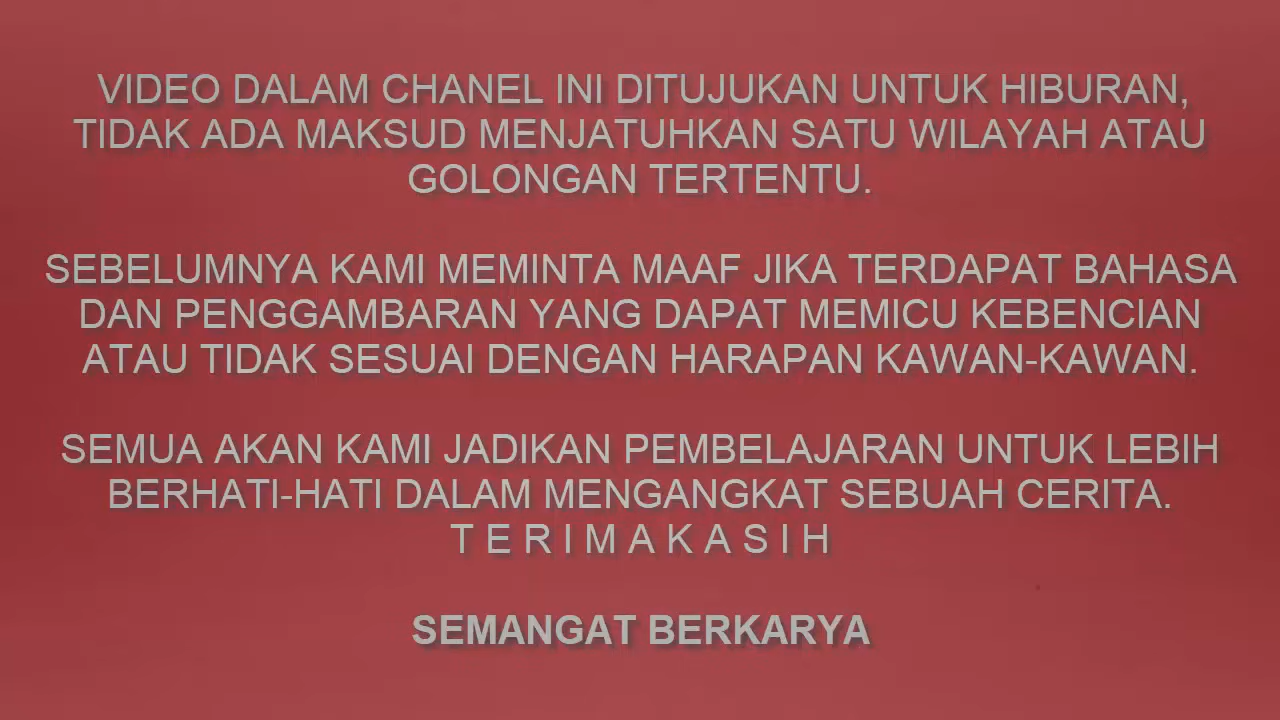 VIDEO DALAM CHANEL INI DITUJUKAN UNTUK HIBURAN,
TIDAK ADA MAKSUD MENJATUHKAN SATU WILAYAH ATAU
GOLONGAN TERTENTU.
SEBELUMNYA KAMI MEMINTA MAAF JIKA TERDAPAT BAHASA
DAN PENGGAMBARAN YANG DAPAT MEMICU KEBENCIAN
ATAU TIDAK SESUAI DENGAN HARAPAN KAWAN-KAWAN.
SEMUA AKAN KAMI JADIKAN PEMBELAJARAN UNTUK LEBIH
BERHATI-HATI DALAM MENGANGKAT SEBUAH CERITA.
T E R I M A K A S I H
SEMANGAT BERKARYA